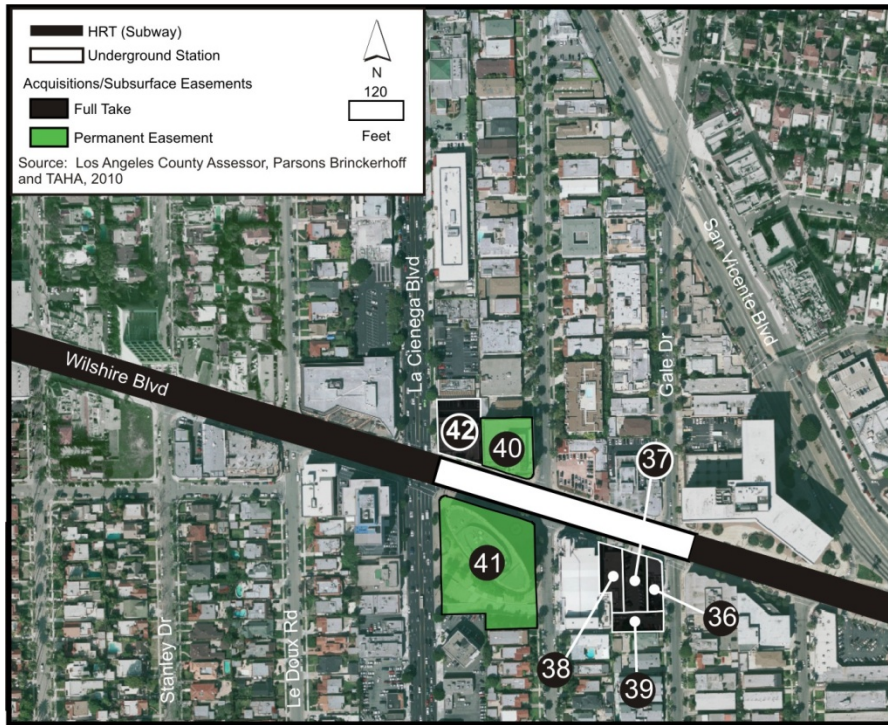 HRT (Subway)
Underground Station
Acquisitions/Subsurface Easements
Full Take
Permanent Easement
N
120
Feet
Source: Los Angeles County Assessor, Parsons Brinckerhoff
and TAHA, 2010
San Vicente Blvd
La Cienega Blvd
Gale Dr
Wilshire Blvd
42
40
37
41
36
38
39
Stanley Dr
Le Doux Rd